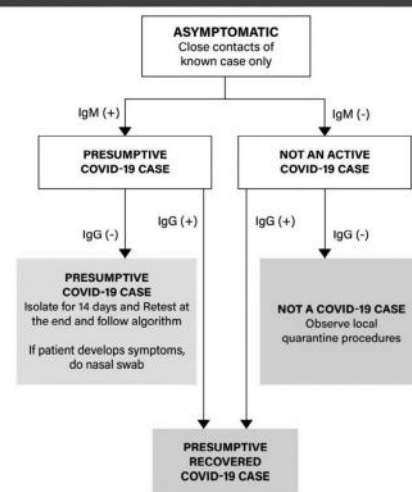 ASYMPTOMATIC
Close contacts of
known case only
IgM (+)
IgM (-)
PRESUMPTIVE
COVID-19 CASE
NOT AN ACTIVE
COVID-19 CASE
IgG (-)
IgG (+)
IgG (+)
IgG (-)
PRESUMPTIVE
COVID-19 CASE
Isolate for 14 days and Retest at
the end and follow algorithm
If patient develops symptoms,
do nasal swab
NOT A COVID-19 CASE
Observe local
quarantine procedures
PRESUMPTIVE
RECOVERED
COVID-19 CASE